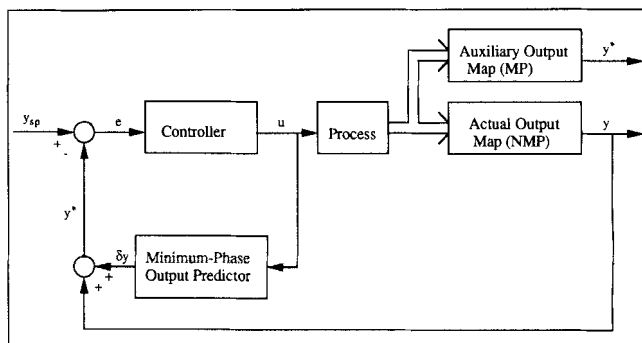 Auxiliary Output
Map (MP)
y*
y_sp
e
Controller
u
Process
Actual Output
Map (NMP)
y
+
-
y*
δy
Minimum-Phase
Output Predictor
+
+